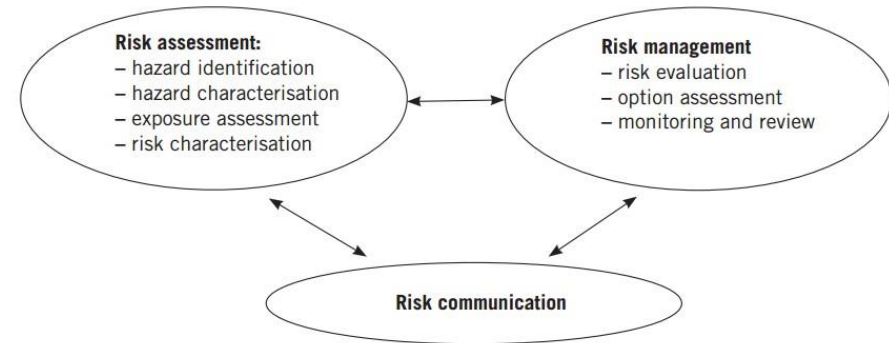 Risk assessment:
– hazard identification
– hazard characterisation
– exposure assessment
– risk characterisation
Risk management
– risk evaluation
– option assessment
– monitoring and review
Risk communication